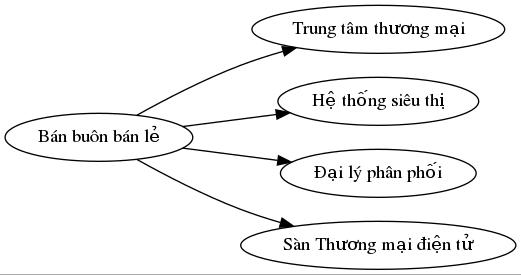 Trung tâm thương mại
Hệ thống siêu thị
Bán buôn bán lẻ
Đại lý phân phối
Sàn Thương mại điện tử